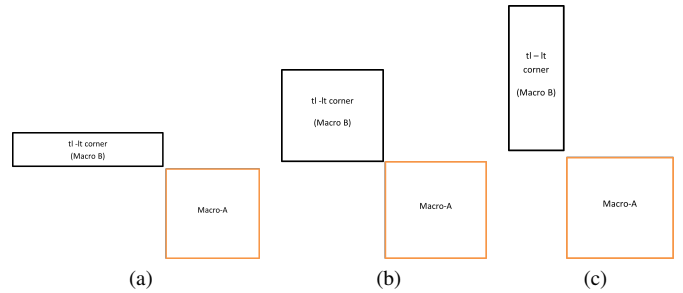 tl -lt corner
(Macro B)
Macro-A
(a)
tl -lt corner
(Macro B)
Macro-A
(b)
tl – lt
corner
(Macro B)
Macro-A
(c)